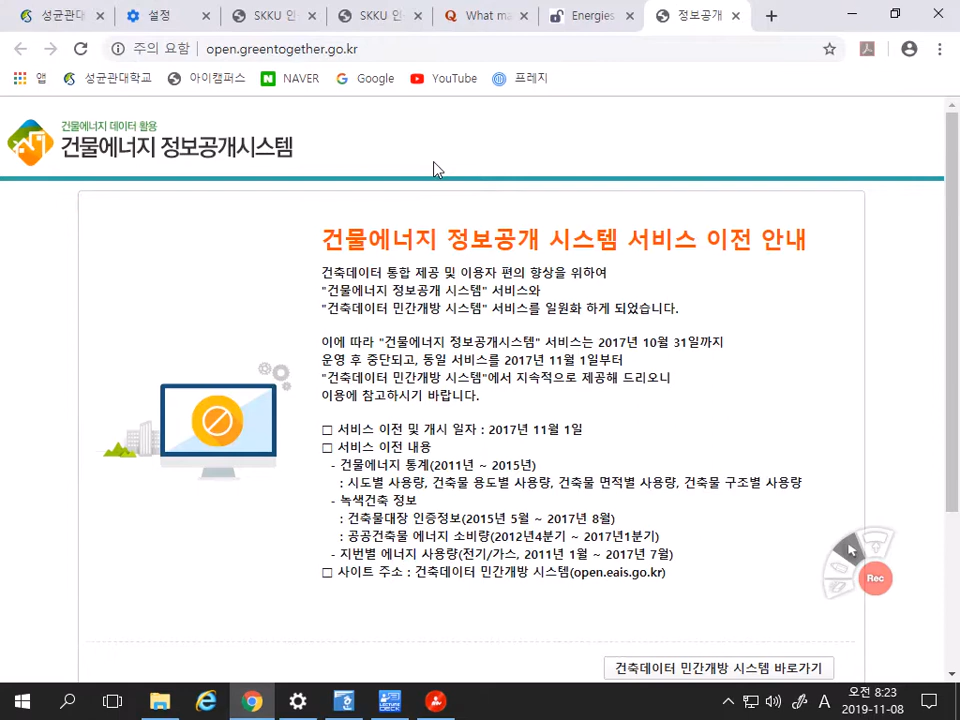 성균관대
설정
SKKU 인
SKKU 인
What ma
Energies
정보공개
주의 요함
open.greentogether.go.kr
앱
성균관대학교
아이캠퍼스
NAVER
Google
YouTube
프레지
건물에너지 데이터 활용
건물에너지 정보공개시스템
건물에너지 정보공개 시스템 서비스 이전 안내
건축데이터 통합 제공 및 이용자 편의 향상을 위하여
"건물에너지 정보공개 시스템" 서비스와
"건축데이터 민간개방 시스템" 서비스를 일원화 하게 되었습니다.
이에 따라 "건물에너지 정보공개시스템" 서비스는 2017년 10월 31일까지
운영 후 중단되고, 동일 서비스를 2017년 11월 1일부터
"건축데이터 민간개방 시스템"에서 지속적으로 제공해 드리오니
이용에 참고하시기 바랍니다.
□ 서비스 이전 및 개시 일자 : 2017년 11월 1일
□ 서비스 이전 내용
- 건물에너지 통계(2011년 ~ 2015년)
: 시도별 사용량, 건축물 용도별 사용량, 건축물 면적별 사용량, 건축물 구조별 사용량
- 녹색건축 정보
: 건축물대장 인증정보(2015년 5월 ~ 2017년 8월)
: 공공건축물 에너지 소비량(2012년4분기 ~ 2017년1분기)
- 지번별 에너지 사용량(전기/가스, 2011년 1월 ~ 2017년 7월)
□ 사이트 주소 : 건축데이터 민간개방 시스템(open.eais.go.kr)
Rec
건축데이터 민간개방 시스템 바로가기
LECTURE DECK
A
오전 8:23
2019-11-08